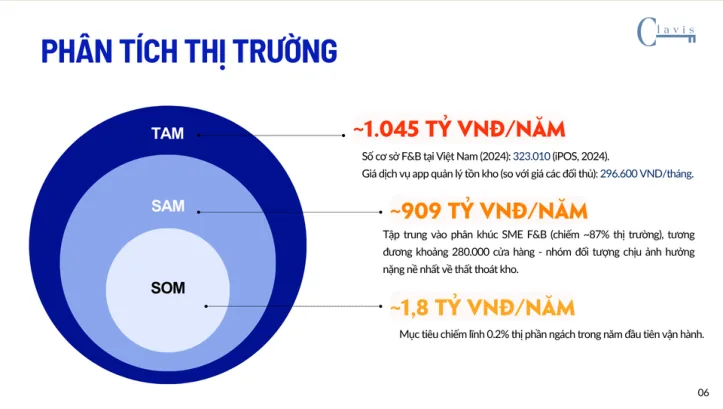 Clavis
PHÂN TÍCH THỊ TRƯỜNG
TAM
~1.045 TỶ VNĐ/NĂM
Số cơ sở F&B tại Việt Nam (2024): 323.010 (iPOS, 2024).
Giá dịch vụ app quản lý tồn kho (so với giá các đối thủ): 296.600 VND/tháng.
SAM
~909 TỶ VNĐ/NĂM
Tập trung vào phân khúc SME F&B (chiếm ~87% thị trường), tương
đương khoảng 280.000 cửa hàng - nhóm đối tượng chịu ảnh hưởng
nặng nề nhất về thất thoát kho.
SOM
~1,8 TỶ VNĐ/NĂM
Mục tiêu chiếm lĩnh 0.2% thị phần ngách trong năm đầu tiên vận hành.
06